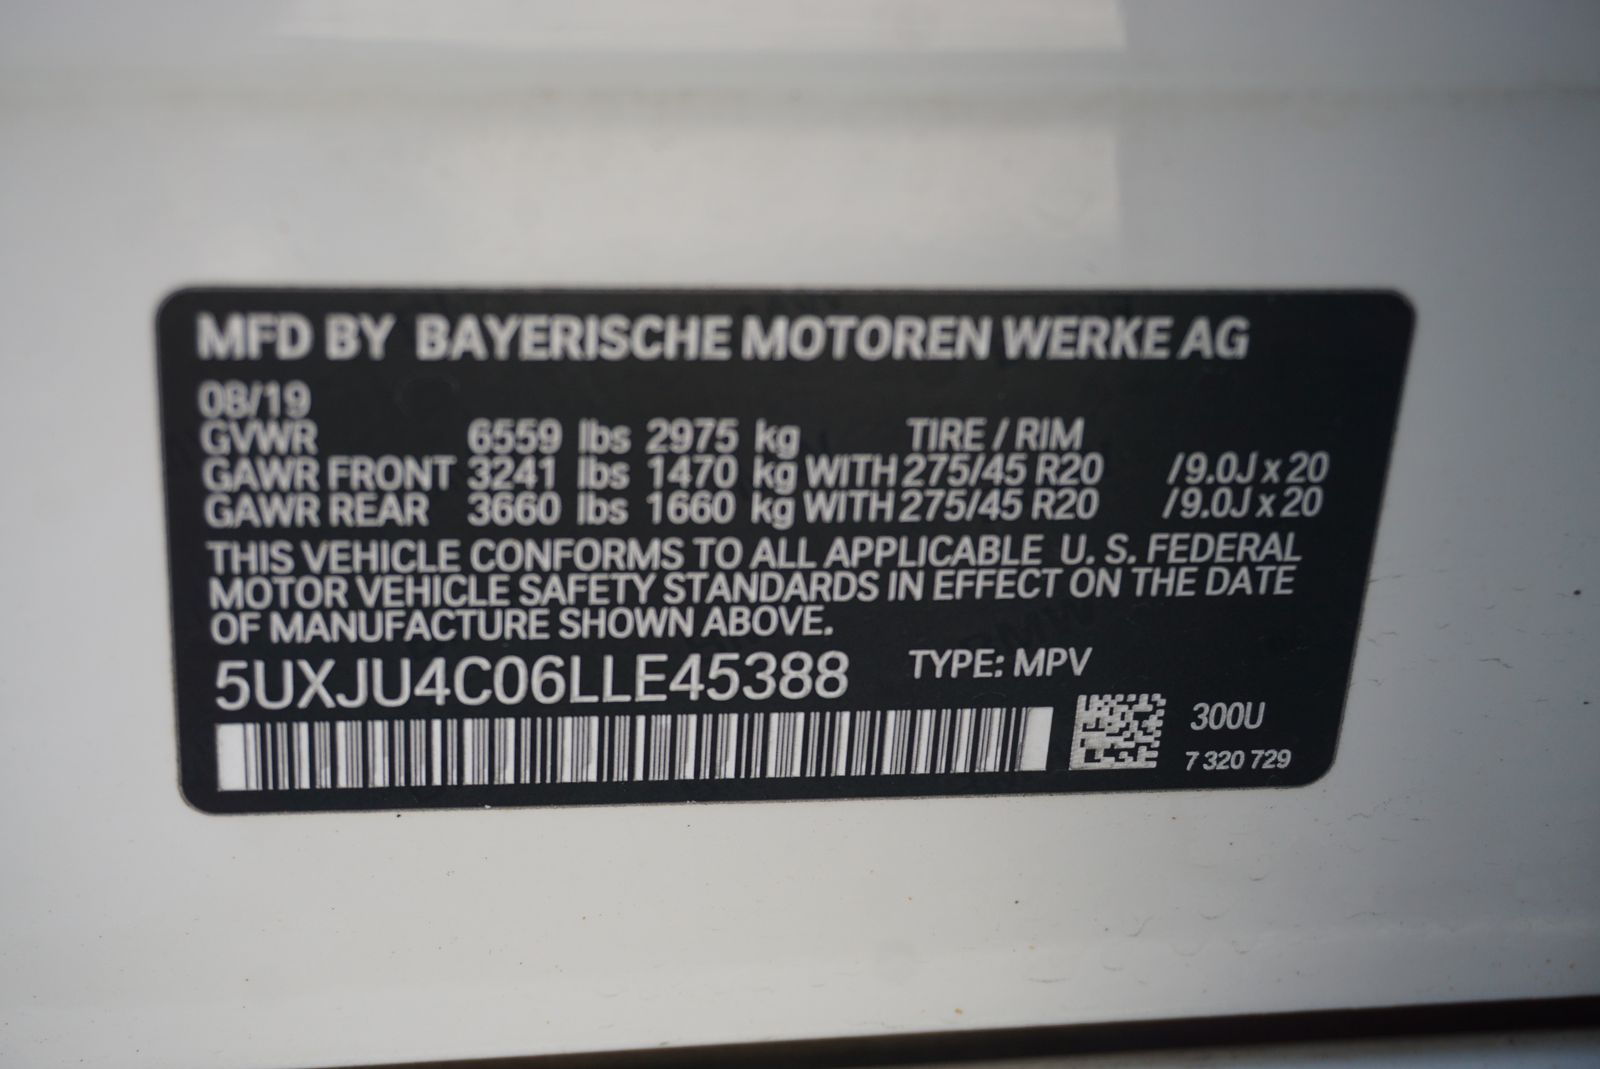 MFD BY BAYERISCHE MOTOREN WERKE AG
08/19
GVWR 6559 lbs 2975 kg TIRE / RIM
GAWR FRONT 3241 lbs 1470 kg WITH 275/45 R20 /9.0J x 20
GAWR REAR 3660 lbs 1660 kg WITH 275/45 R20 /9.0J x 20
THIS VEHICLE CONFORMS TO ALL APPLICABLE U. S. FEDERAL
MOTOR VEHICLE SAFETY STANDARDS IN EFFECT ON THE DATE
OF MANUFACTURE SHOWN ABOVE.
5UXJU4C06LLE45388 TYPE: MPV
300U
7 320 729